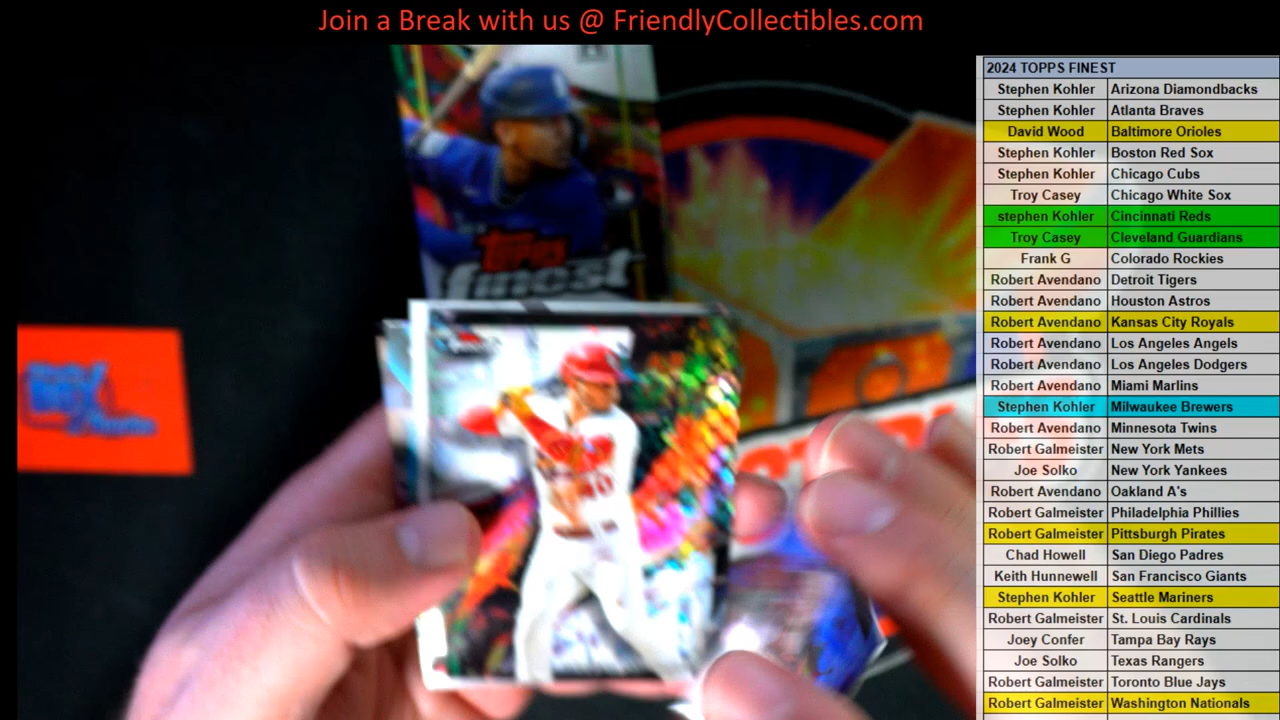 Join a Break with us @ FriendlyCollectibles.com
2024 TOPPS FINEST
Stephen Kohler Arizona Diamondbacks
Stephen Kohler Atlanta Braves
David Wood Baltimore Orioles
Stephen Kohler Boston Red Sox
Stephen Kohler Chicago Cubs
Troy Casey Chicago White Sox
stephen Kohler Cincinnati Reds
Troy Casey Cleveland Guardians
Frank G Colorado Rockies
Robert Avendano Detroit Tigers
Robert Avendano Houston Astros
Robert Avendano Kansas City Royals
Robert Avendano Los Angeles Angels
Robert Avendano Los Angeles Dodgers
Robert Avendano Miami Marlins
Stephen Kohler Milwaukee Brewers
Robert Avendano Minnesota Twins
Robert Galmeister New York Mets
Joe Solko New York Yankees
Robert Avendano Oakland A's
Robert Galmeister Philadelphia Phillies
Robert Galmeister Pittsburgh Pirates
Chad Howell San Diego Padres
Keith Hunnewell San Francisco Giants
Stephen Kohler Seattle Mariners
Robert Galmeister St. Louis Cardinals
Joey Confer Tampa Bay Rays
Joe Solko Texas Rangers
Robert Galmeister Toronto Blue Jays
Robert Galmeister Washington Nationals
Topps
finest